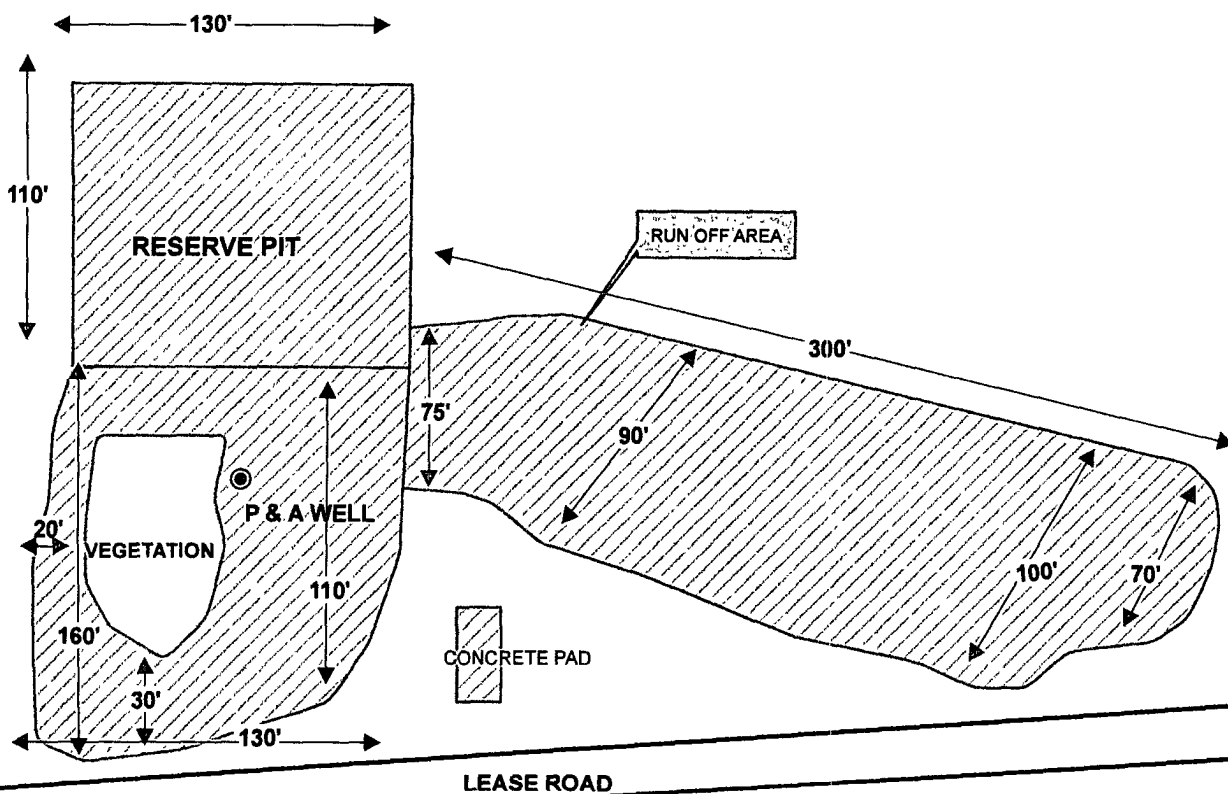 130'
110'
RESERVE PIT
RUN OFF AREA
300'
75'
90'
P & A WELL
20'
VEGETATION
110'
100'
70'
160'
CONCRETE PAD
30'
130'
LEASE ROAD